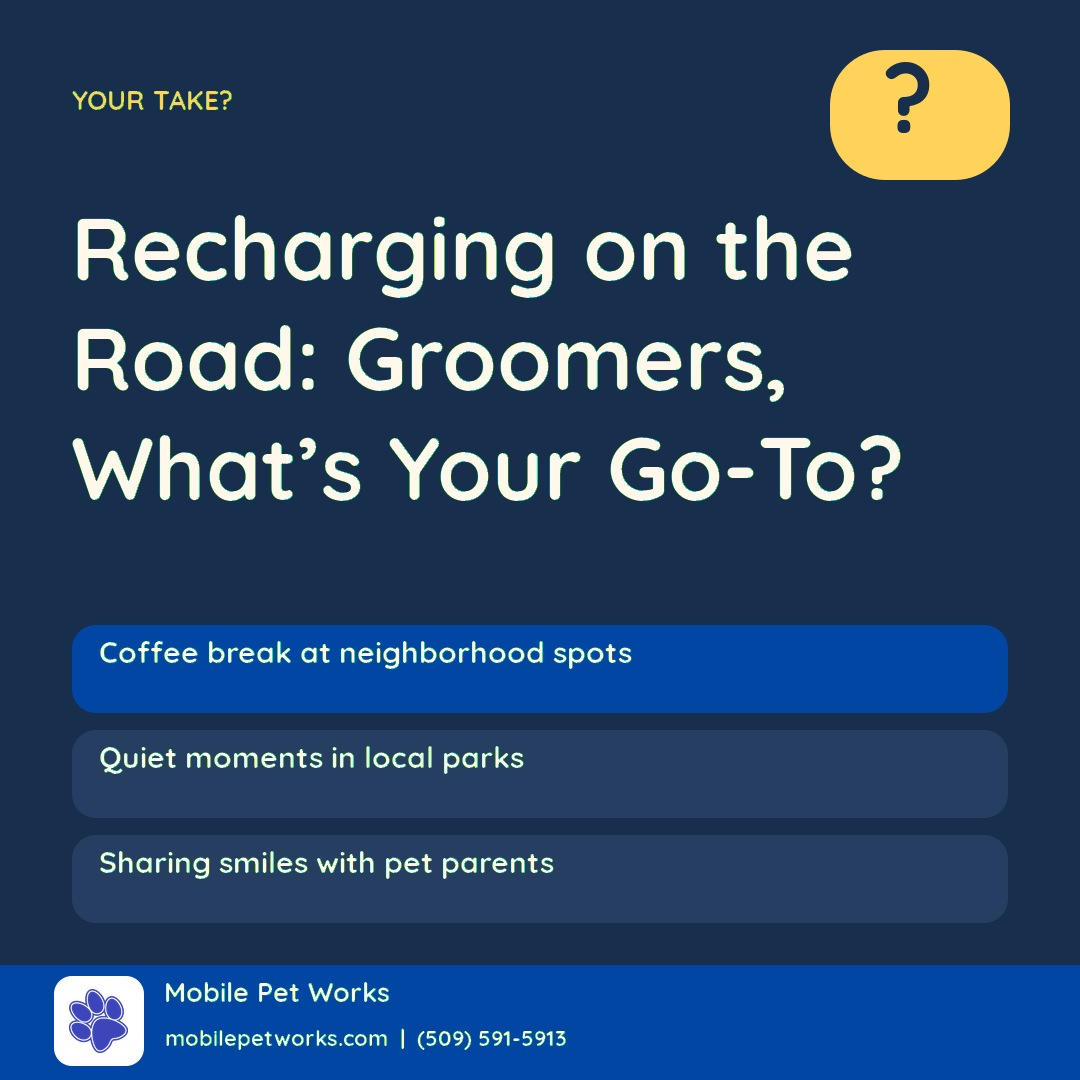 YOUR TAKE?
?
Recharging on the
Road: Groomers,
What’s Your Go-To?
Coffee break at neighborhood spots
Quiet moments in local parks
Sharing smiles with pet parents
Mobile Pet Works
mobilepetworks.com | (509) 591-5913